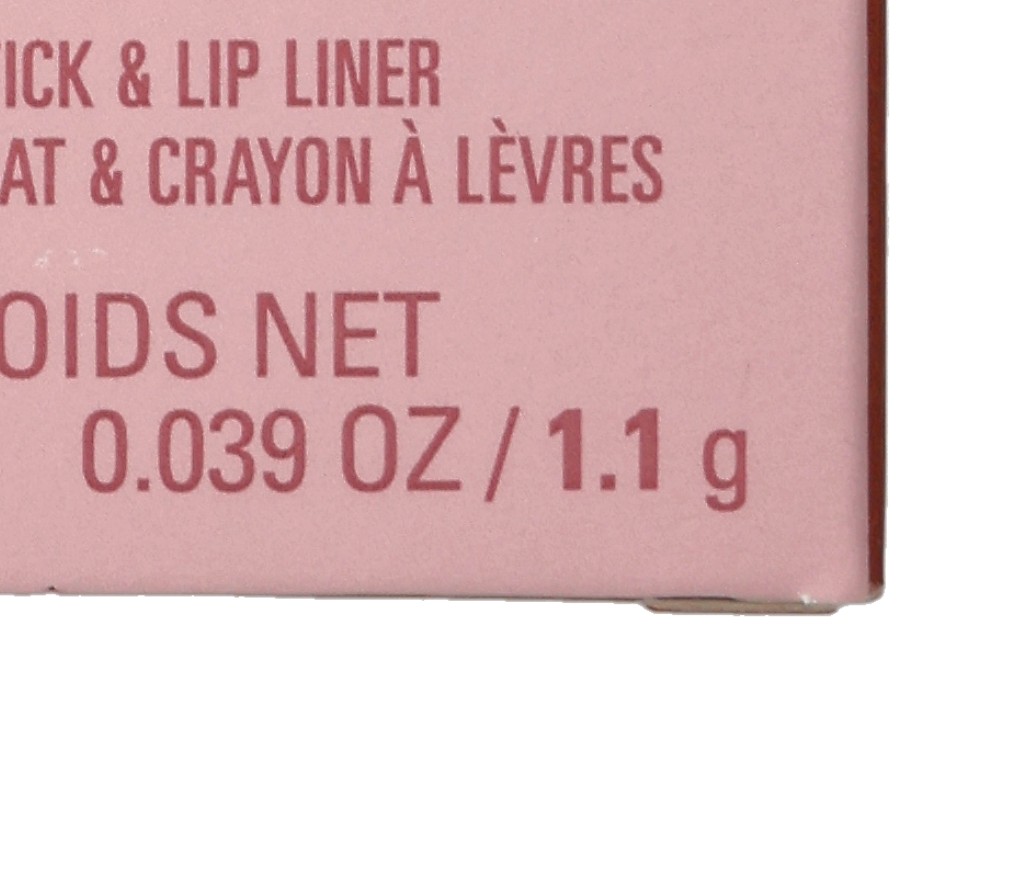 ICK & LIP LINER
AT & CRAYON À LÈVRES
OIDS NET
0.039 OZ / 1.1 g